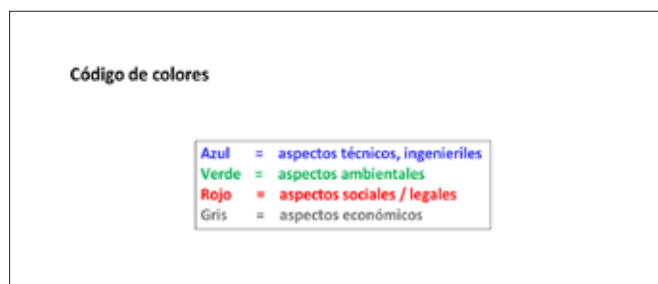 Código de colores
Azul = aspectos técnicos, ingenieriles
Verde = aspectos ambientales
Rojo = aspectos sociales / legales
Gris = aspectos económicos